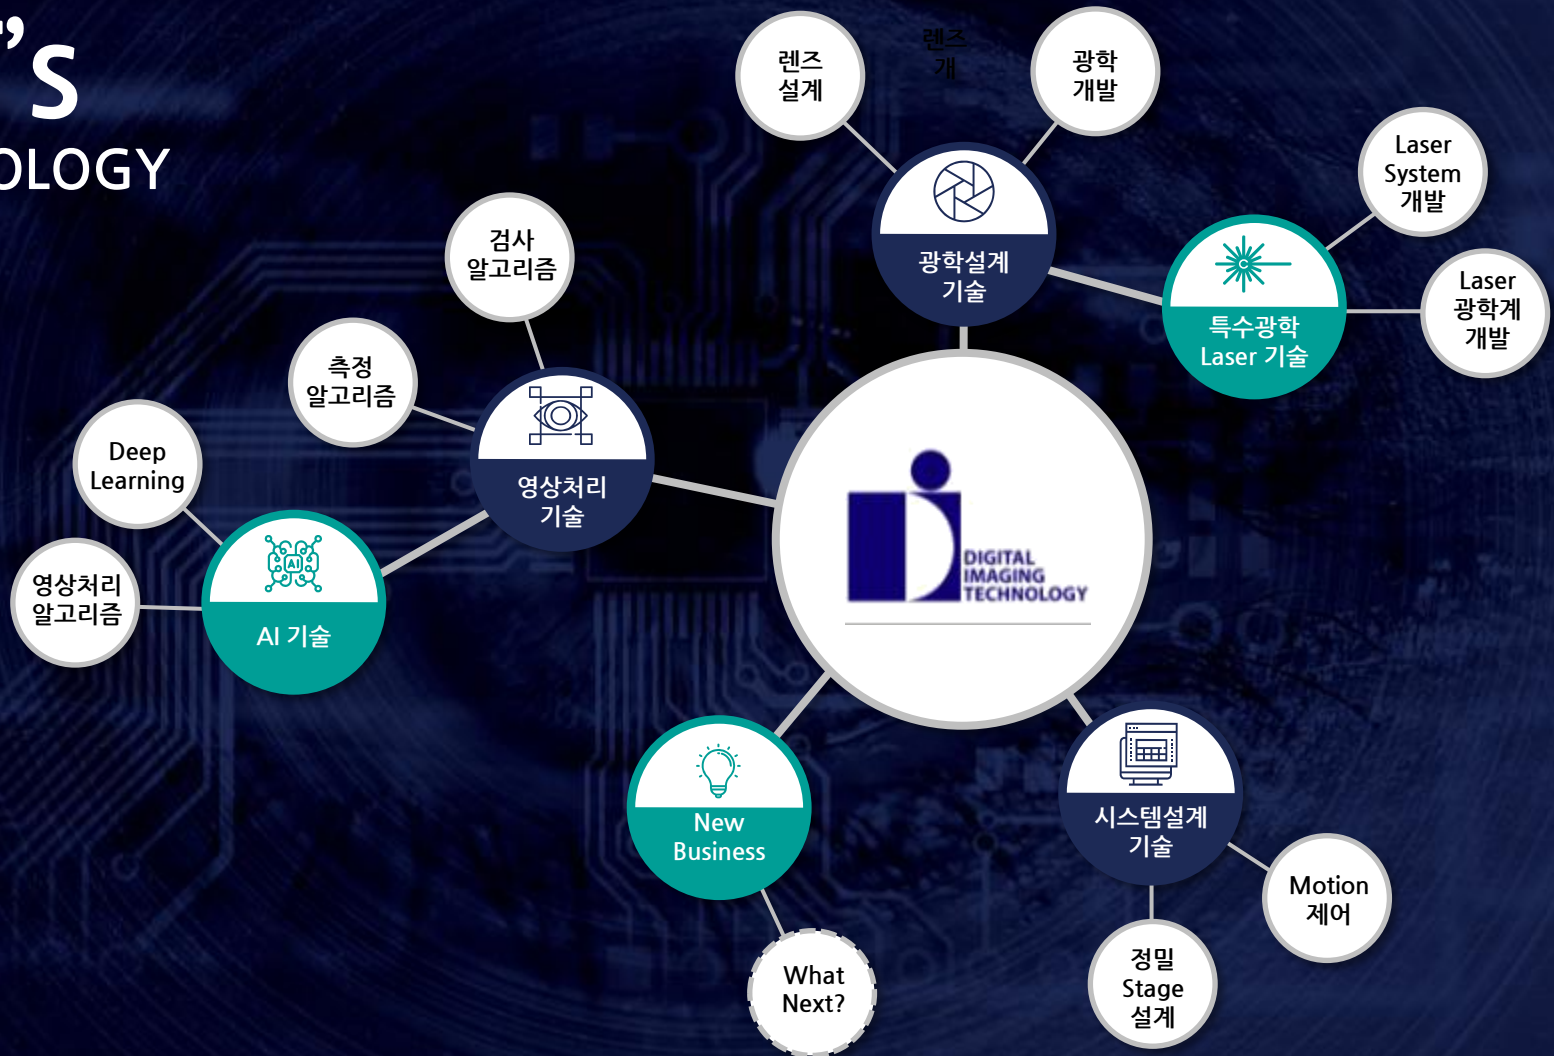 'S
OLOGY
렌즈
설계
렌즈
개
광학
개발
Laser
System
개발
Laser
광학계
개발
광학설계
기술
특수광학
Laser 기술
검사
알고리즘
측정
알고리즘
Deep
Learning
영상처리
알고리즘
영상처리
기술
AI
AI 기술
DIGITAL
IMAGING
TECHNOLOGY
New
Business
What
Next?
시스템설계
기술
Motion
제어
정밀
Stage
설계